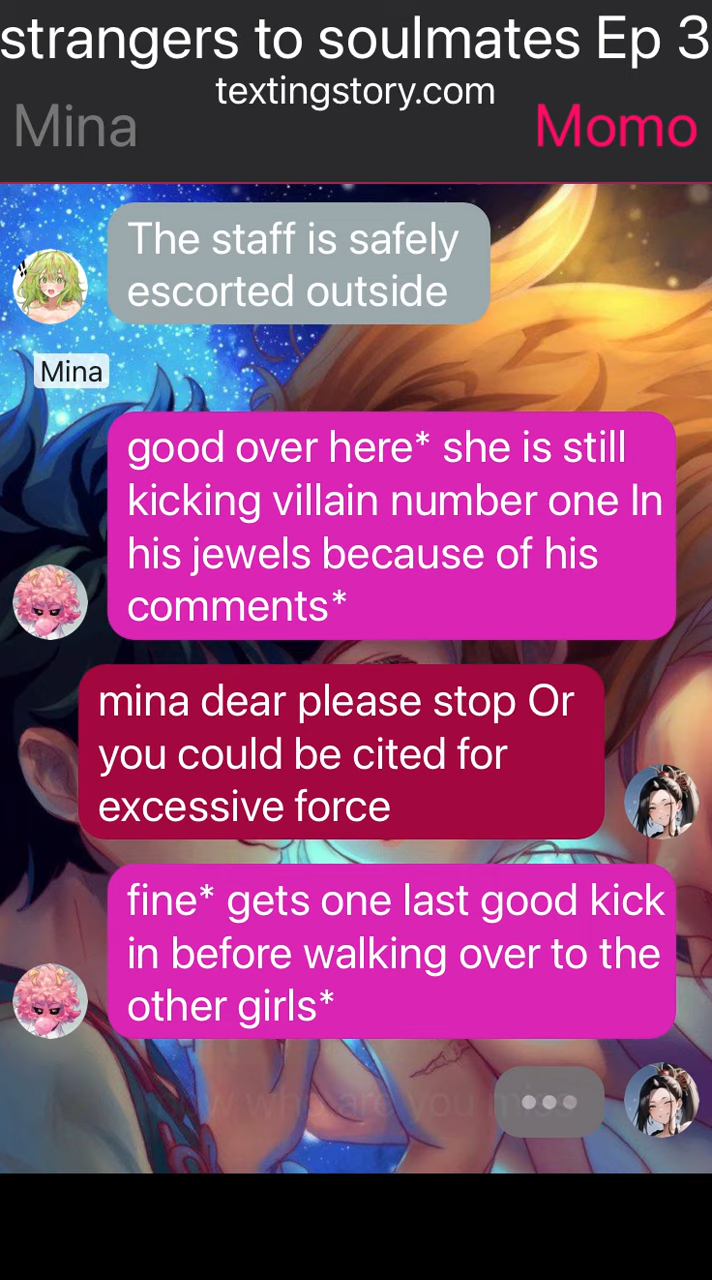 strangers to soulmates Ep 3
textingstory.com
Mina
Momo
The staff is safely
escorted outside
Mina
good over here* she is still
kicking villain number one In
his jewels because of his
comments*
mina dear please stop Or
you could be cited for
excessive force
fine* gets one last good kick
in before walking over to the
other girls*
who are you